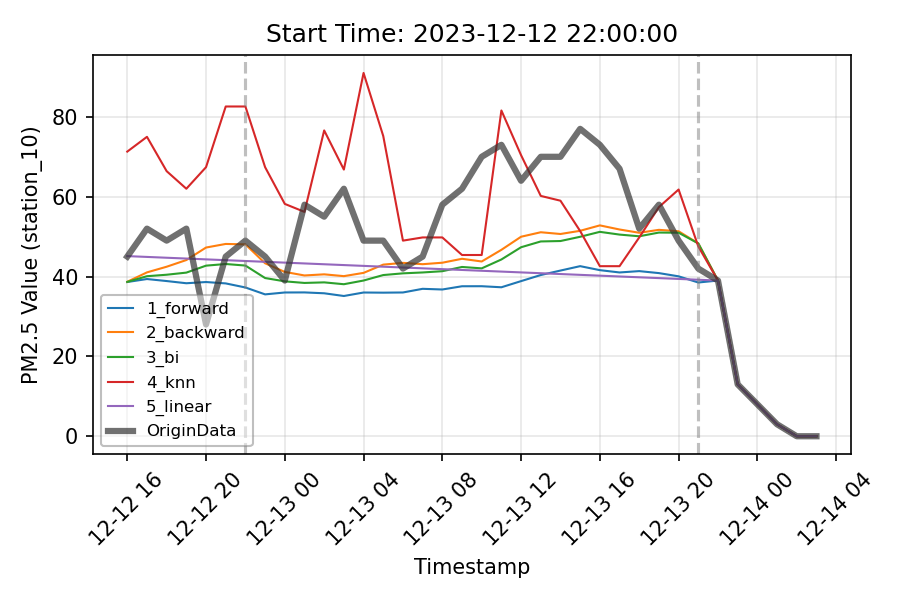 Start Time: 2023-12-12 22:00:00
PM2.5 Value (station_10)
80
60
40
20
0
1_forward
2_backward
3_bi
4_knn
5_linear
OriginData
12-12 16
12-12 20
12-13 00
12-13 04
12-13 08
12-13 12
12-13 16
12-13 20
12-14 00
12-14 04
Timestamp